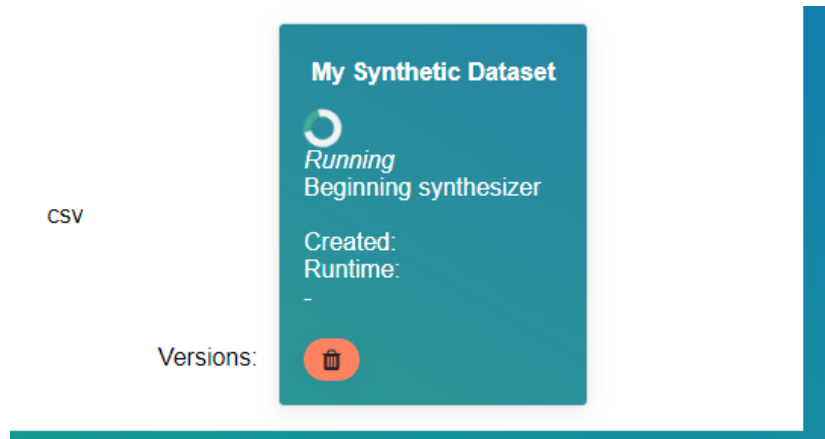 My Synthetic Dataset
Running
Beginning synthesizer
csv
Created:
Runtime:
-
Versions: